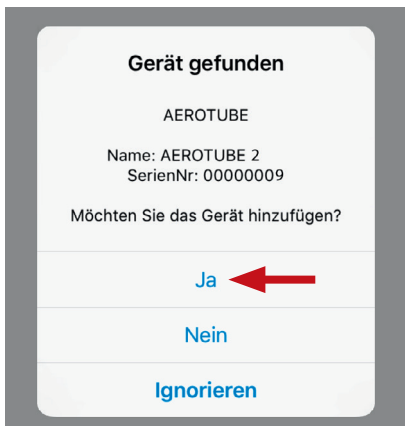 Gerät gefunden
AEROTUBE
Name: AEROTUBE 2
SerienNr: 00000009
Möchten Sie das Gerät hinzufügen?
Ja
Nein
Ignorieren